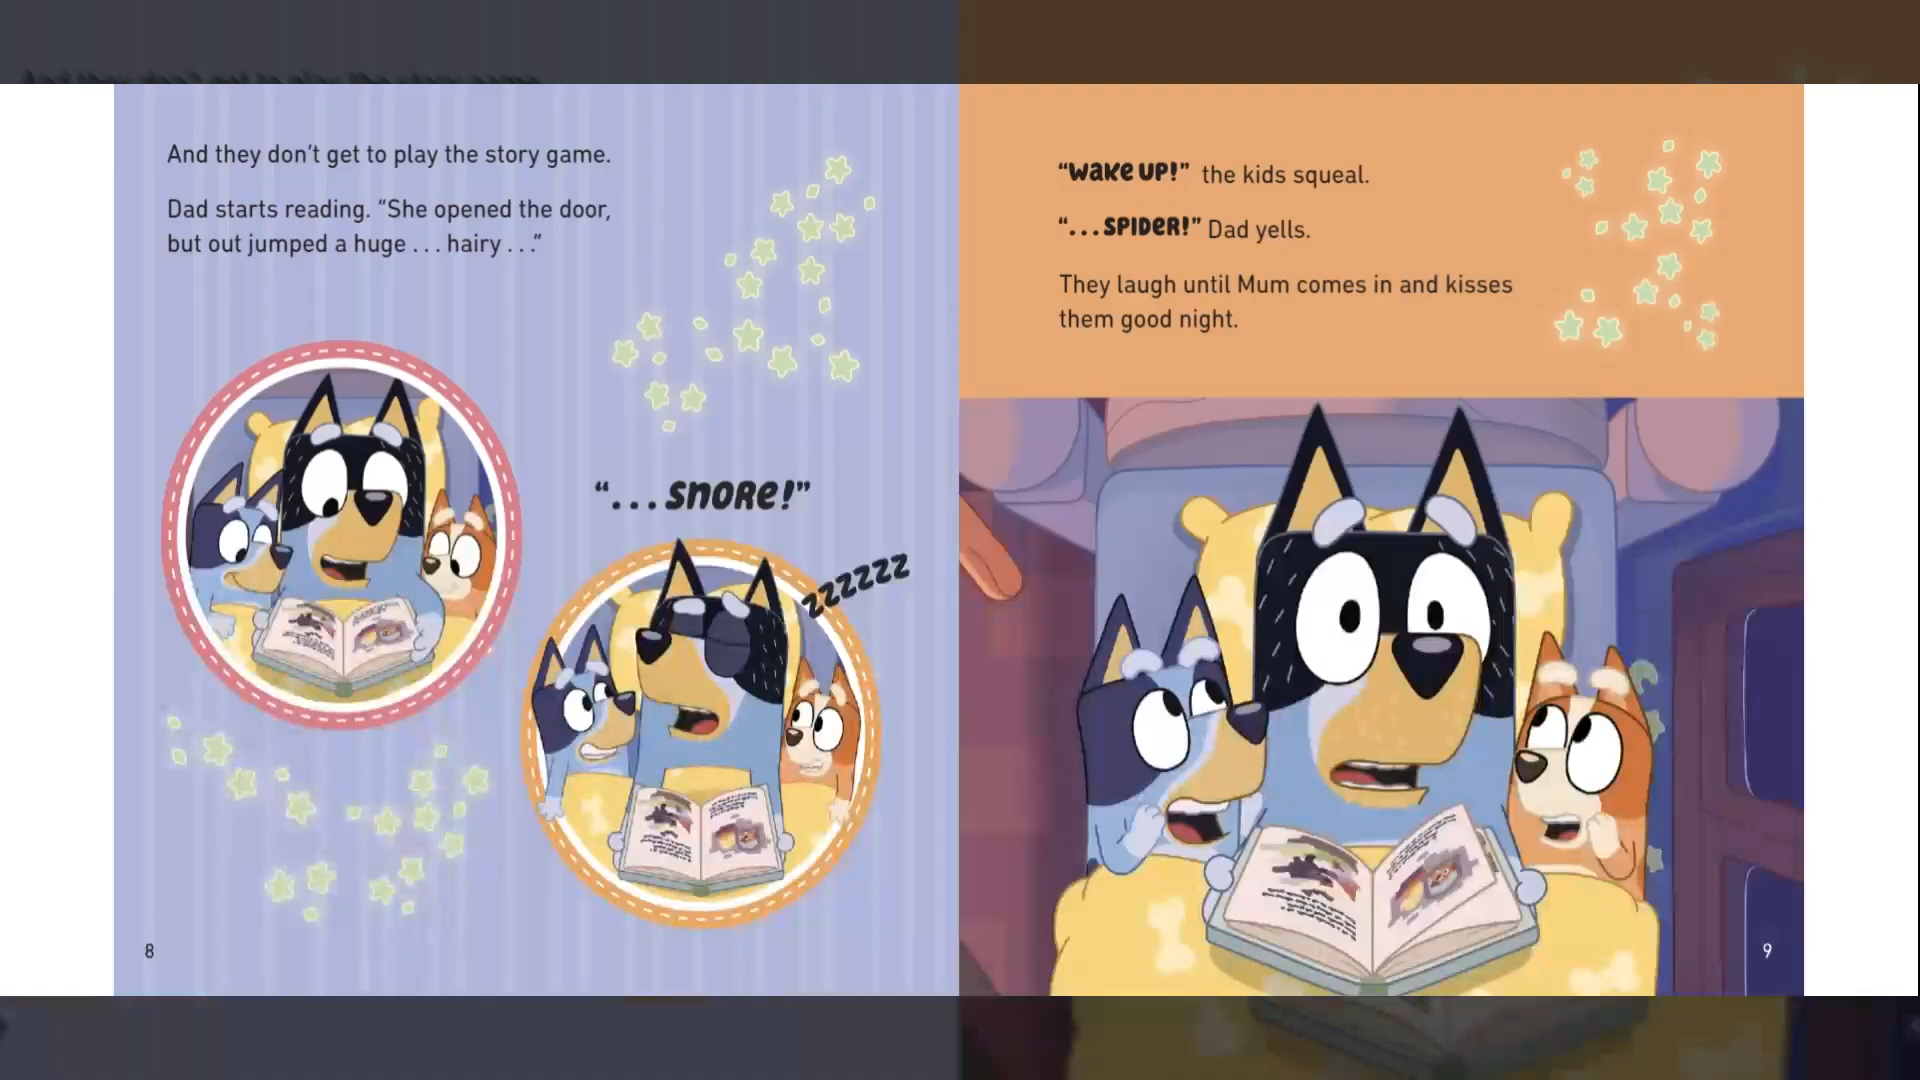 And they don't get to play the story game.
Dad starts reading. “She opened the door,
but out jumped a huge . . . hairy . . .”
“. . . SNORE!”
ZZZZZZ
8
“WAKE UP!” the kids squeal.
“. . . SPIDER!” Dad yells.
They laugh until Mum comes in and kisses
them good night.
9